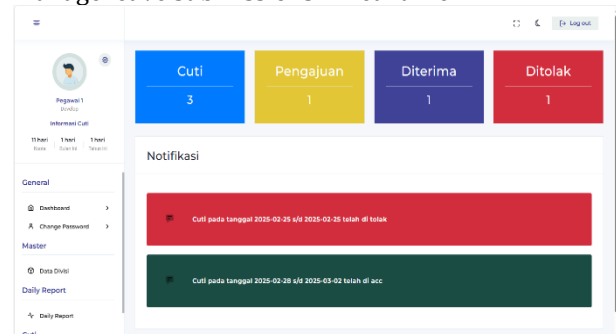 Log out
Cuti
3
Pengajuan
1
Diterima
1
Ditolak
1
Pegawai 1
Informasi Cuti
11 hari
1 hari
1 hari
Notifikasi
Cuti pada tanggal 2025-02-25 s/d 2025-02-25 telah di tolak
Cuti pada tanggal 2025-02-28 s/d 2025-03-02 telah di acc
General
Dashboard
Change Password
Master
Data Divisi
Daily Report
Daily Report